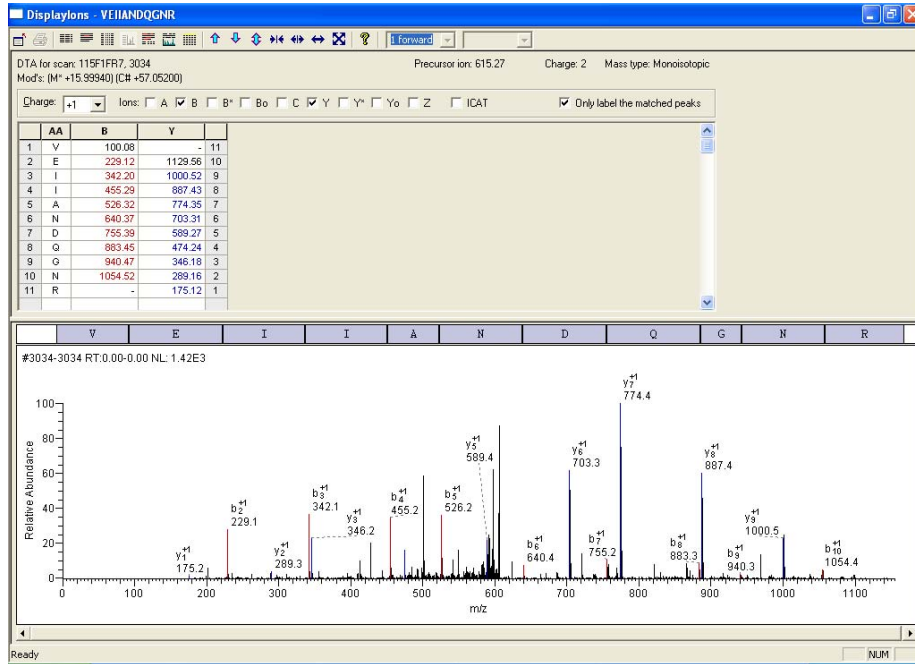 DisplayIons - VEIIANDQGNR
1 forward
DTA for scan: 115F1FR7, 3034 Precursor ion: 615.27 Charge: 2 Mass type: Monoisotopic
Mod's: (M* +15.99940) (C# +57.05200)
Charge: +1 Ions: A B B* Bo C Y Y* Yo Z ICAT Only label the matched peaks
AA B Y
1 V 100.08 - 11
2 E 229.12 1129.56 10
3 I 342.20 1000.52 9
4 I 455.29 887.43 8
5 A 526.32 774.35 7
6 N 640.37 703.31 6
7 D 755.39 589.27 5
8 Q 883.45 474.24 4
9 G 940.47 346.18 3
10 N 1054.52 289.16 2
11 R - 175.12 1
V E I I A N D Q G N R
#3034-3034 RT:0.00-0.00 NL: 1.42E3
Relative Abundance
100
80
60
40
20
0
y1+1 175.2
b2+1 229.1
y2+1 289.3
b3+1 342.1
y3+1 346.2
b4+1 455.2
b5+1 526.2
y5+1 589.4
b6+1 640.4
y6+1 703.3
b7+1 755.2
y7+1 774.4
b8+1 883.3
y8+1 887.4
b9+1 940.3
y9+1 1000.5
b10+1 1054.4
0 100 200 300 400 500 600 700 800 900 1000 1100
m/z
Ready NUM